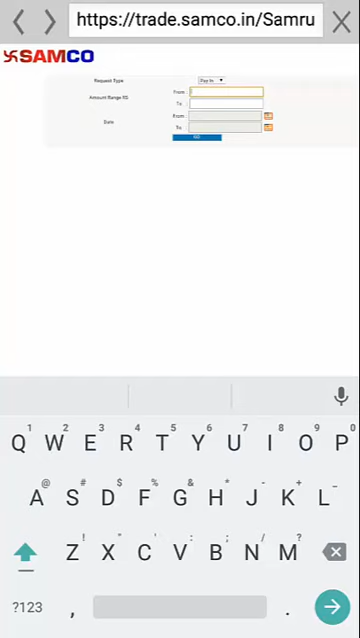 https://trade.samco.in/Samru
SAMCO
Request Type Pay In
Amount Range RS From :
To :
Date From :
To :
GO
1 2 3 4 5 6 7 8 9 0
Q W E R T Y U I O P
@ # $ % & * - + _
A S D F G H J K L
! " ' : ; / ?
Z X C V B N M
?123 , .